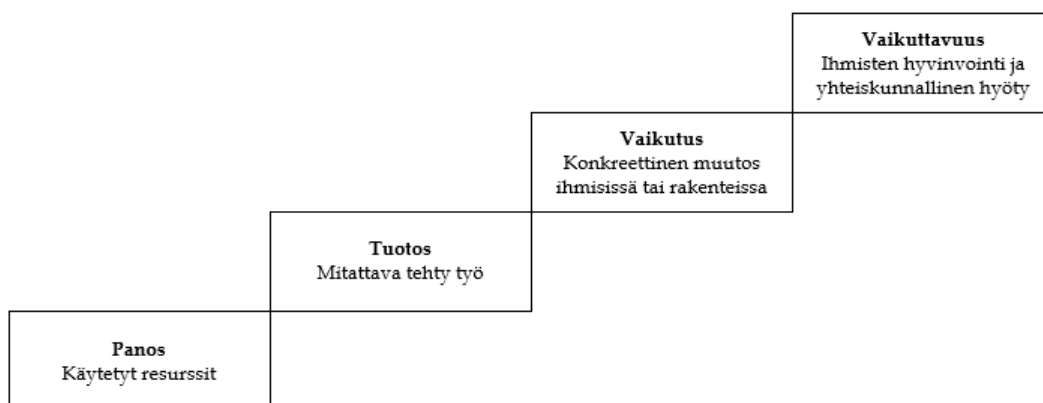 Vaikuttavuus
Ihmisten hyvinvointi ja
yhteiskunnallinen hyöty
Vaikutus
Konkreettinen muutos
ihmisissä tai rakenteissa
Tuotos
Mitattava tehty työ
Panos
Käytetyt resurssit